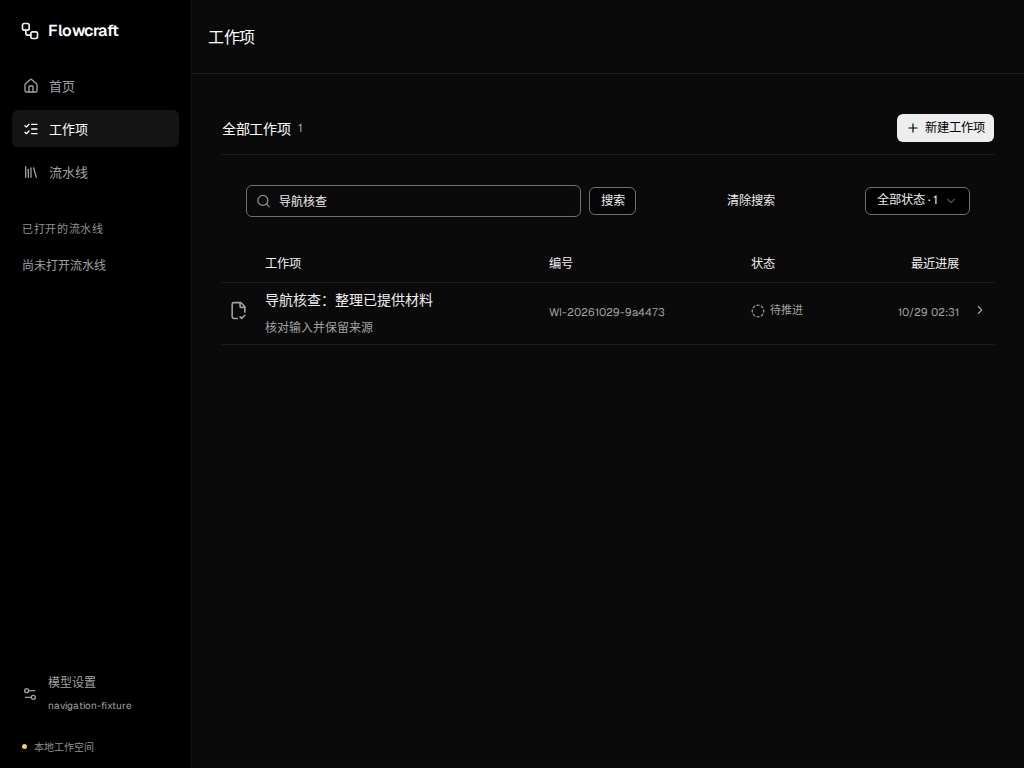 Flowcraft
首页
工作项
流水线
已打开的流水线
尚未打开流水线
模型设置
navigation-fixture
本地工作空间
工作项
全部工作项 1
新建工作项
导航核查
搜索
清除搜索
全部状态 · 1
工作项 编号 状态 最近进展
导航核查：整理已提供材料
核对输入并保留来源
WI-20261029-9a4473
待推进
10/29 02:31